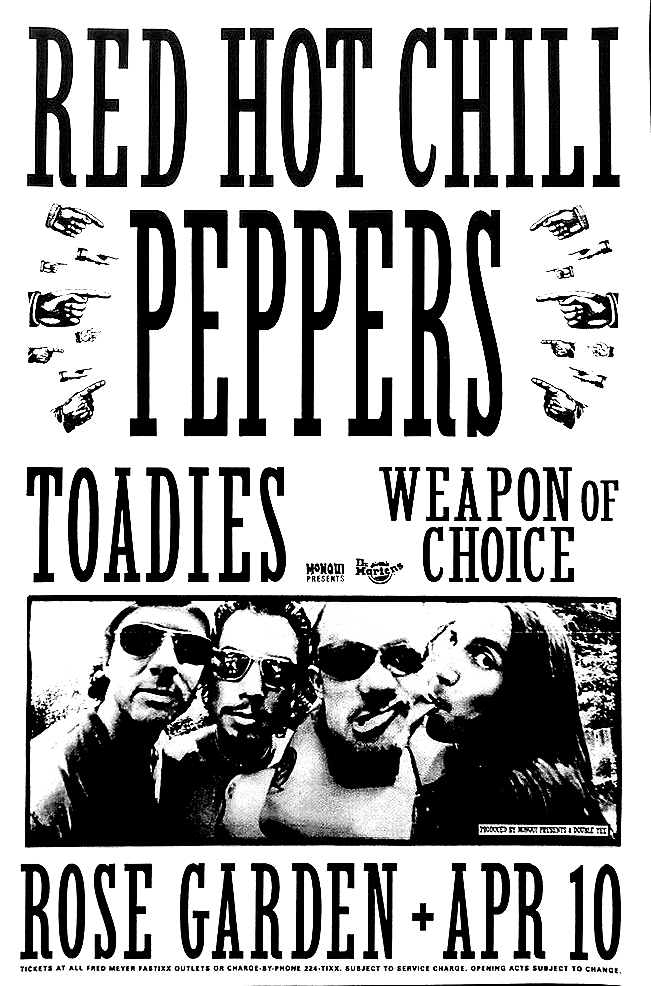 RED HOT CHILI
PEPPERS
TOADIES
WEAPON OF
CHOICE
MONQUI
PRESENTS
Dr. Martens
PRODUCED BY MONQUI PRESENTS & DOUBLE TEE
ROSE GARDEN + APR 10
TICKETS AT ALL FRED MEYER FASTIXX OUTLETS OR CHARGE-BY-PHONE 224-TIXX. SUBJECT TO SERVICE CHARGE. OPENING ACTS SUBJECT TO CHANGE.